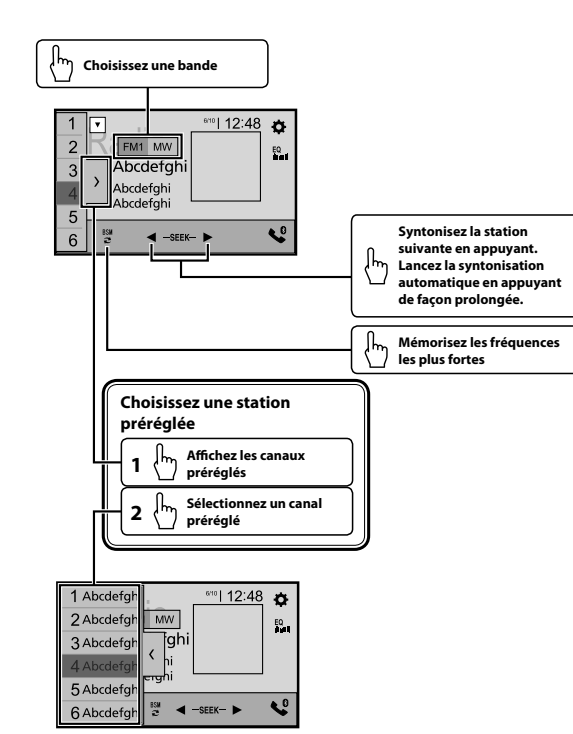 Choisissez une bande
1
2
3
4
5
6
6/10 | 12:48
FM1 MW
EQ
Abcdefghi
Abcdefghi
Abcdefghi
BSM
–SEEK–
Syntonisez la station
suivante en appuyant.
Lancez la syntonisation
automatique en appuyant
de façon prolongée.
Mémorisez les fréquences
les plus fortes
Choisissez une station
préréglée
1 Affichez les canaux
préréglés
2 Sélectionnez un canal
préréglé
1 Abcdefgh
2 Abcdefgh
3 Abcdefgh
4 Abcdefgh
5 Abcdefgh
6 Abcdefgh
6/10 | 12:48
MW
EQ
fghi
hi
efghi
BSM
–SEEK–